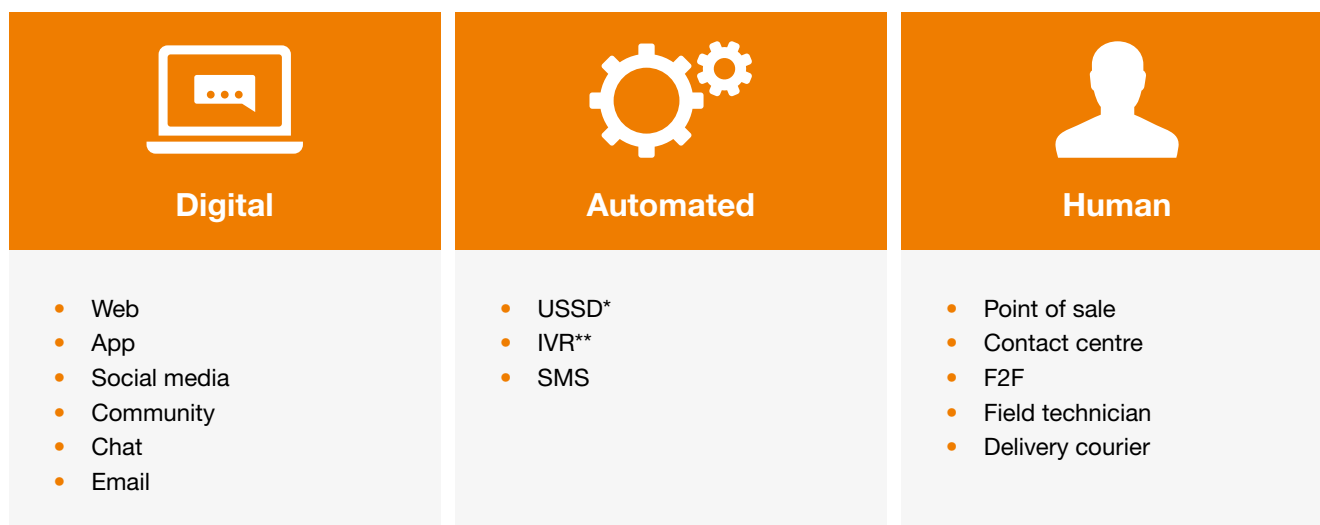 Digital
• Web
• App
• Social media
• Community
• Chat
• Email
Automated
• USSD*
• IVR**
• SMS
Human
• Point of sale
• Contact centre
• F2F
• Field technician
• Delivery courier